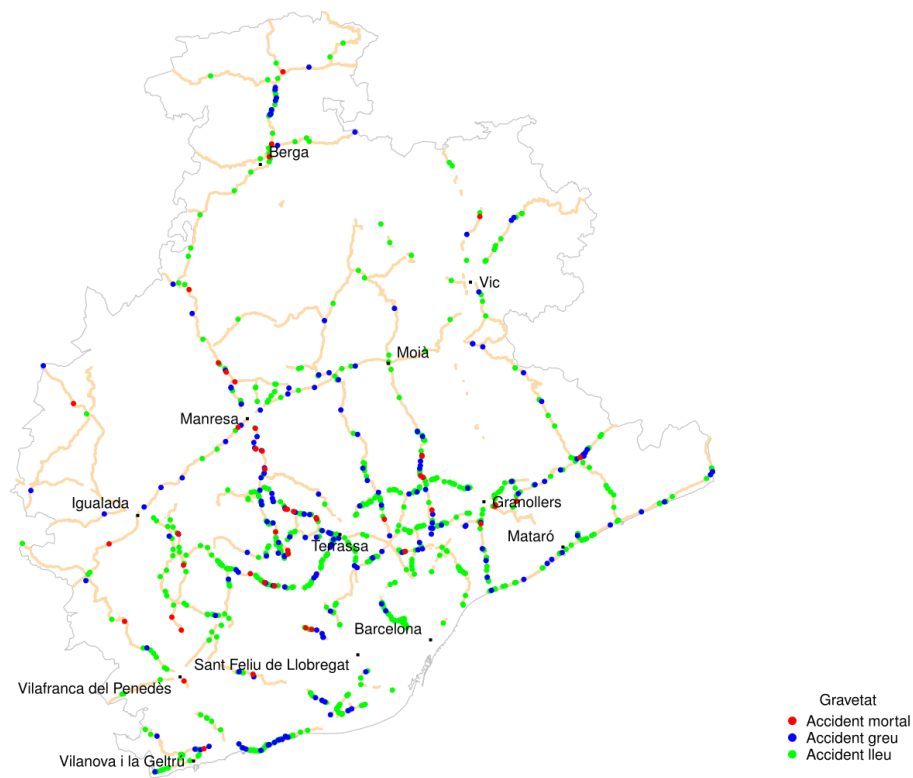 Berga
Vic
Moià
Manresa
Igualada
Granollers
Mataró
Terrassa
Barcelona
Sant Feliu de Llobregat
Vilafranca del Penedès
Vilanova i la Geltrú
Gravetat
Accident mortal
Accident greu
Accident lleu